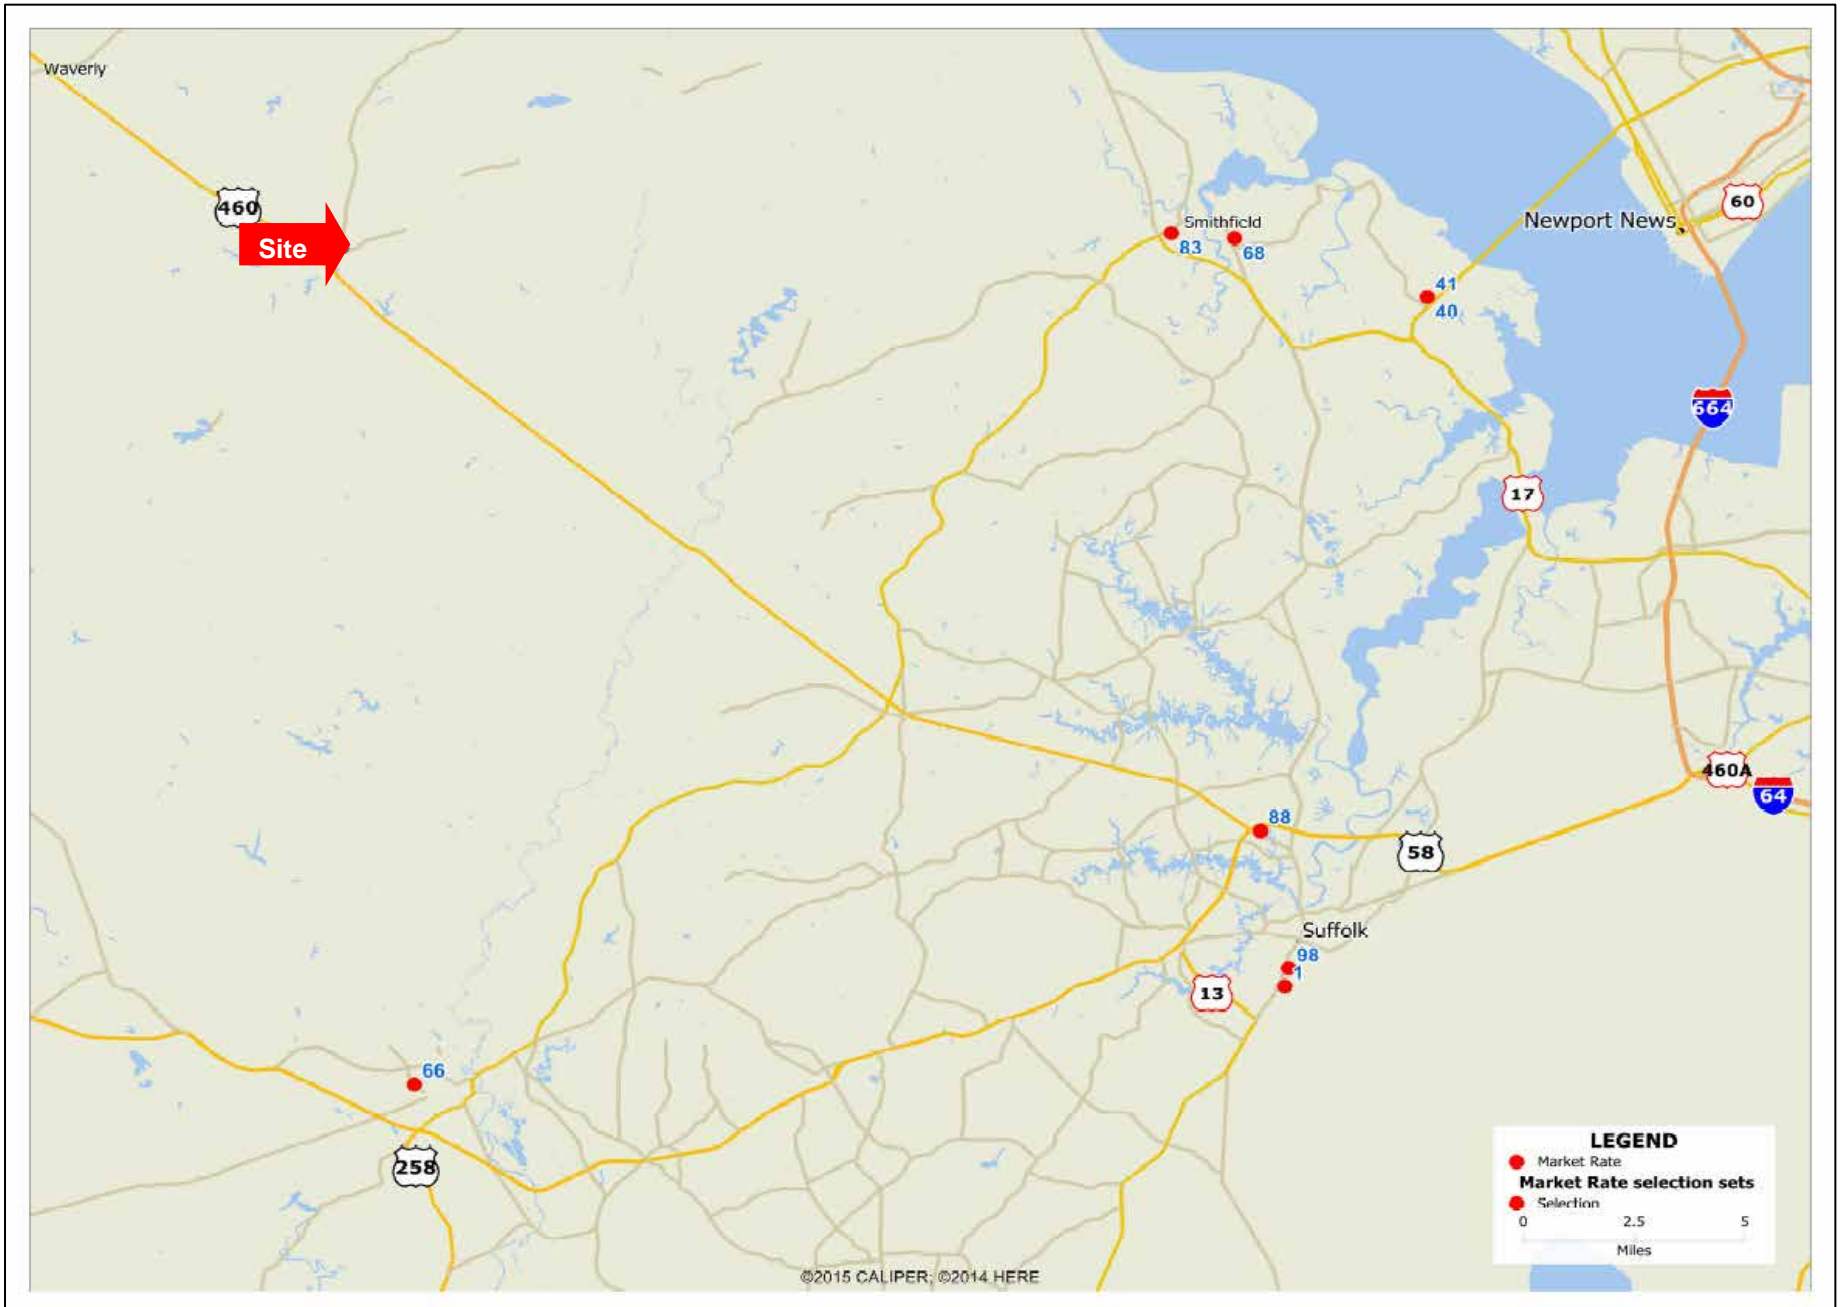 Waverly
460
Site
Smithfield
83
68
41
40
Newport News
60
664
17
460A
64
88
58
Suffolk
98
1
13
66
258
LEGEND
Market Rate
Market Rate selection sets
Selection
0 2.5 5
Miles
©2015 CALIPER; ©2014 HERE